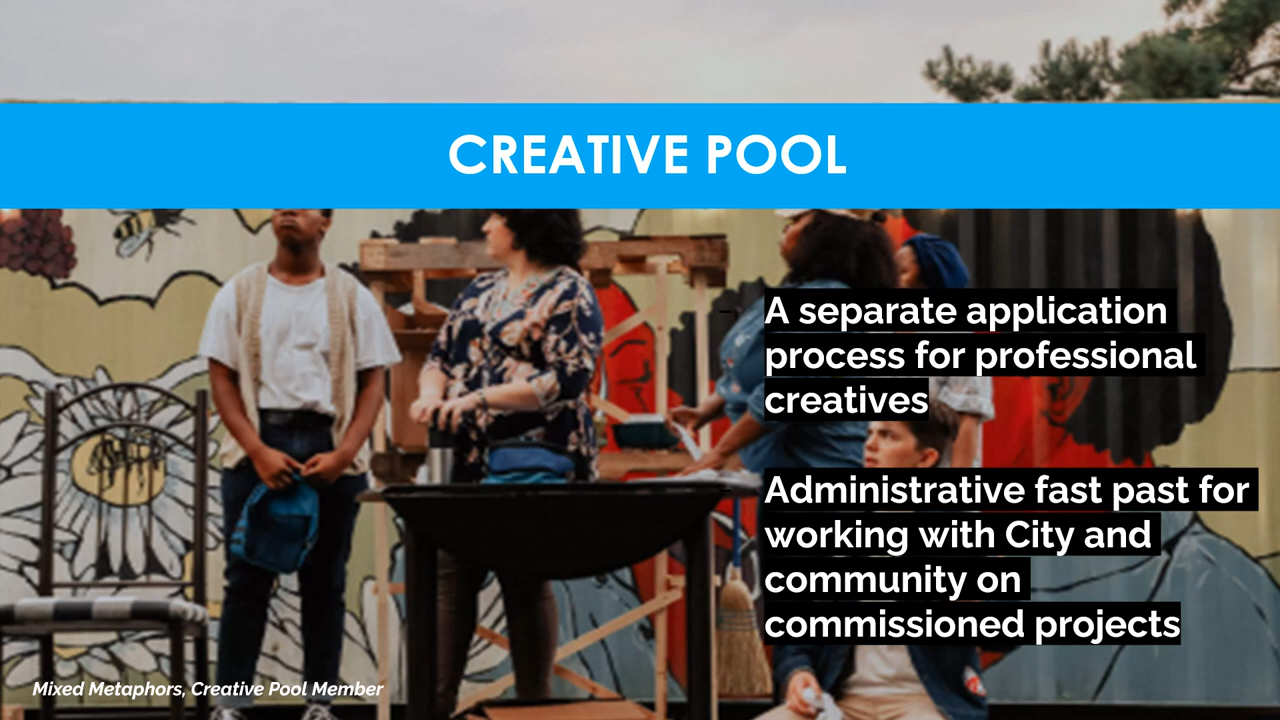 CREATIVE POOL
A separate application
process for professional
creatives
Administrative fast past for
working with City and
community on
commissioned projects
Mixed Metaphors, Creative Pool Member